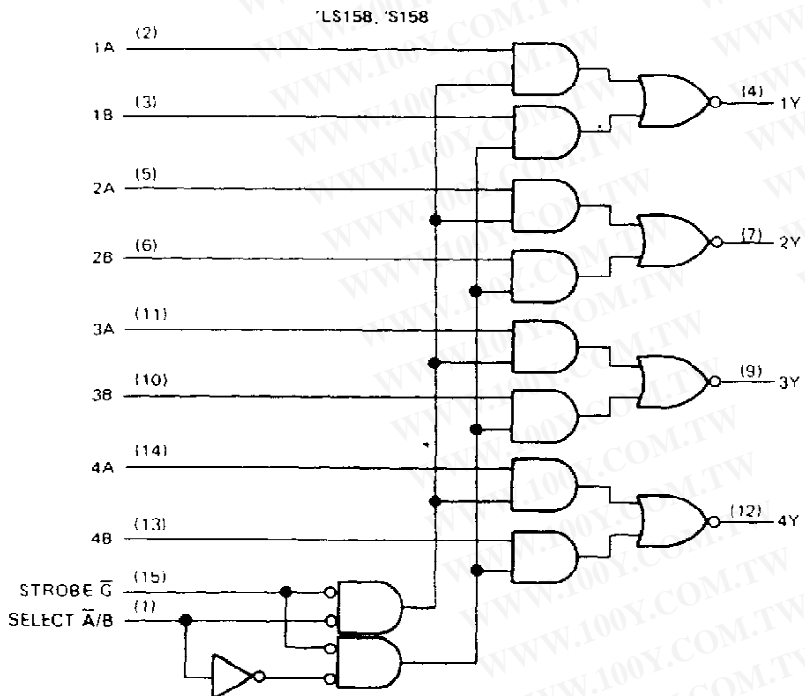 'LS158, 'S158
1A (2)
1B (3)
(4) 1Y
2A (5)
2B (6)
(7) 2Y
3A (11)
3B (10)
(9) 3Y
4A (14)
4B (13)
(12) 4Y
STROBE G̅ (15)
SELECT A̅/B (1)
WWW.100Y.COM.TW